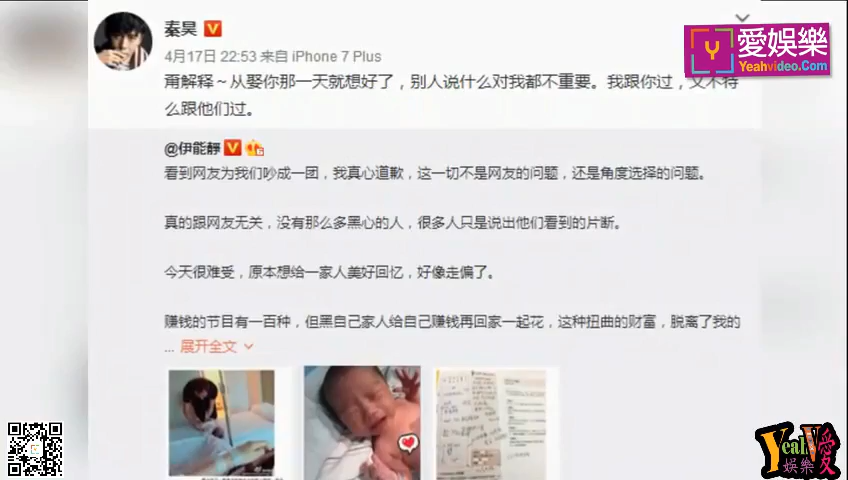 秦昊
4月17日 22:53 来自 iPhone 7 Plus
甭解释～从娶你那一天就想好了，别人说什么对我都不重要。我跟你过，又不特
么跟他们过。
@伊能靜
看到网友为我们吵成一团，我真心道歉，这一切不是网友的问题，还是角度选择的问题。
真的跟网友无关，没有那么多黑心的人，很多人只是说出他们看到的片断。
今天很难受，原本想给一家人美好回忆，好像走偏了。
赚钱的节目有一百种，但黑自己家人给自己赚钱再回家一起花，这种扭曲的财富，脱离了我的
... 展开全文
Y
愛娛樂
Yeahvideo.Com
Yeah
愛
娛樂